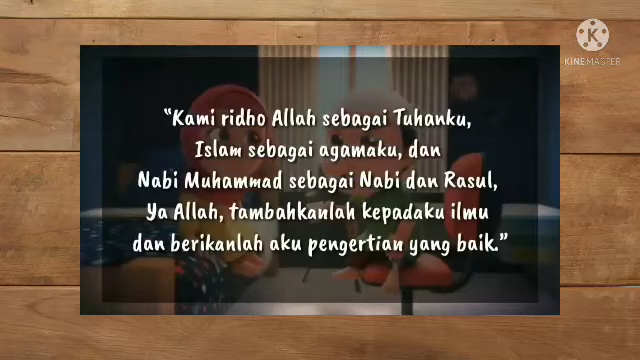 KINEMASTER
“Kami ridho Allah sebagai Tuhanku,
Islam sebagai agamaku, dan
Nabi Muhammad sebagai Nabi dan Rasul,
Ya Allah, tambahkanlah kepadaku ilmu
dan berikanlah aku pengertian yang baik.”